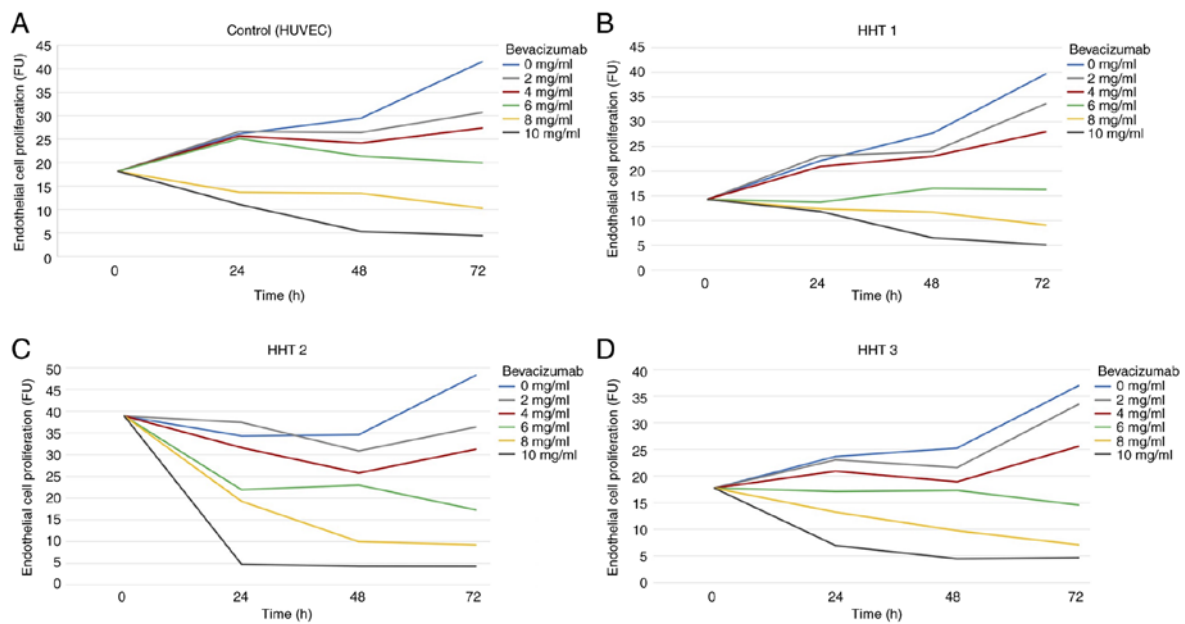 A
Control (HUVEC)
Endothelial cell proliferation (FU)
45
40
35
30
25
20
15
10
5
0
0 24 48 72
Time (h)
Bevacizumab
0 mg/ml
2 mg/ml
4 mg/ml
6 mg/ml
8 mg/ml
10 mg/ml
B
HHT 1
Endothelial cell proliferation (FU)
45
40
35
30
25
20
15
10
5
0
0 24 48 72
Time (h)
Bevacizumab
0 mg/ml
2 mg/ml
4 mg/ml
6 mg/ml
8 mg/ml
10 mg/ml
C
HHT 2
Endothelial cell proliferation (FU)
50
45
40
35
30
25
20
15
10
5
0
0 24 48 72
Time (h)
Bevacizumab
0 mg/ml
2 mg/ml
4 mg/ml
6 mg/ml
8 mg/ml
10 mg/ml
D
HHT 3
Endothelial cell proliferation (FU)
40
35
30
25
20
15
10
5
0
0 24 48 72
Time (h)
Bevacizumab
0 mg/ml
2 mg/ml
4 mg/ml
6 mg/ml
8 mg/ml
10 mg/ml